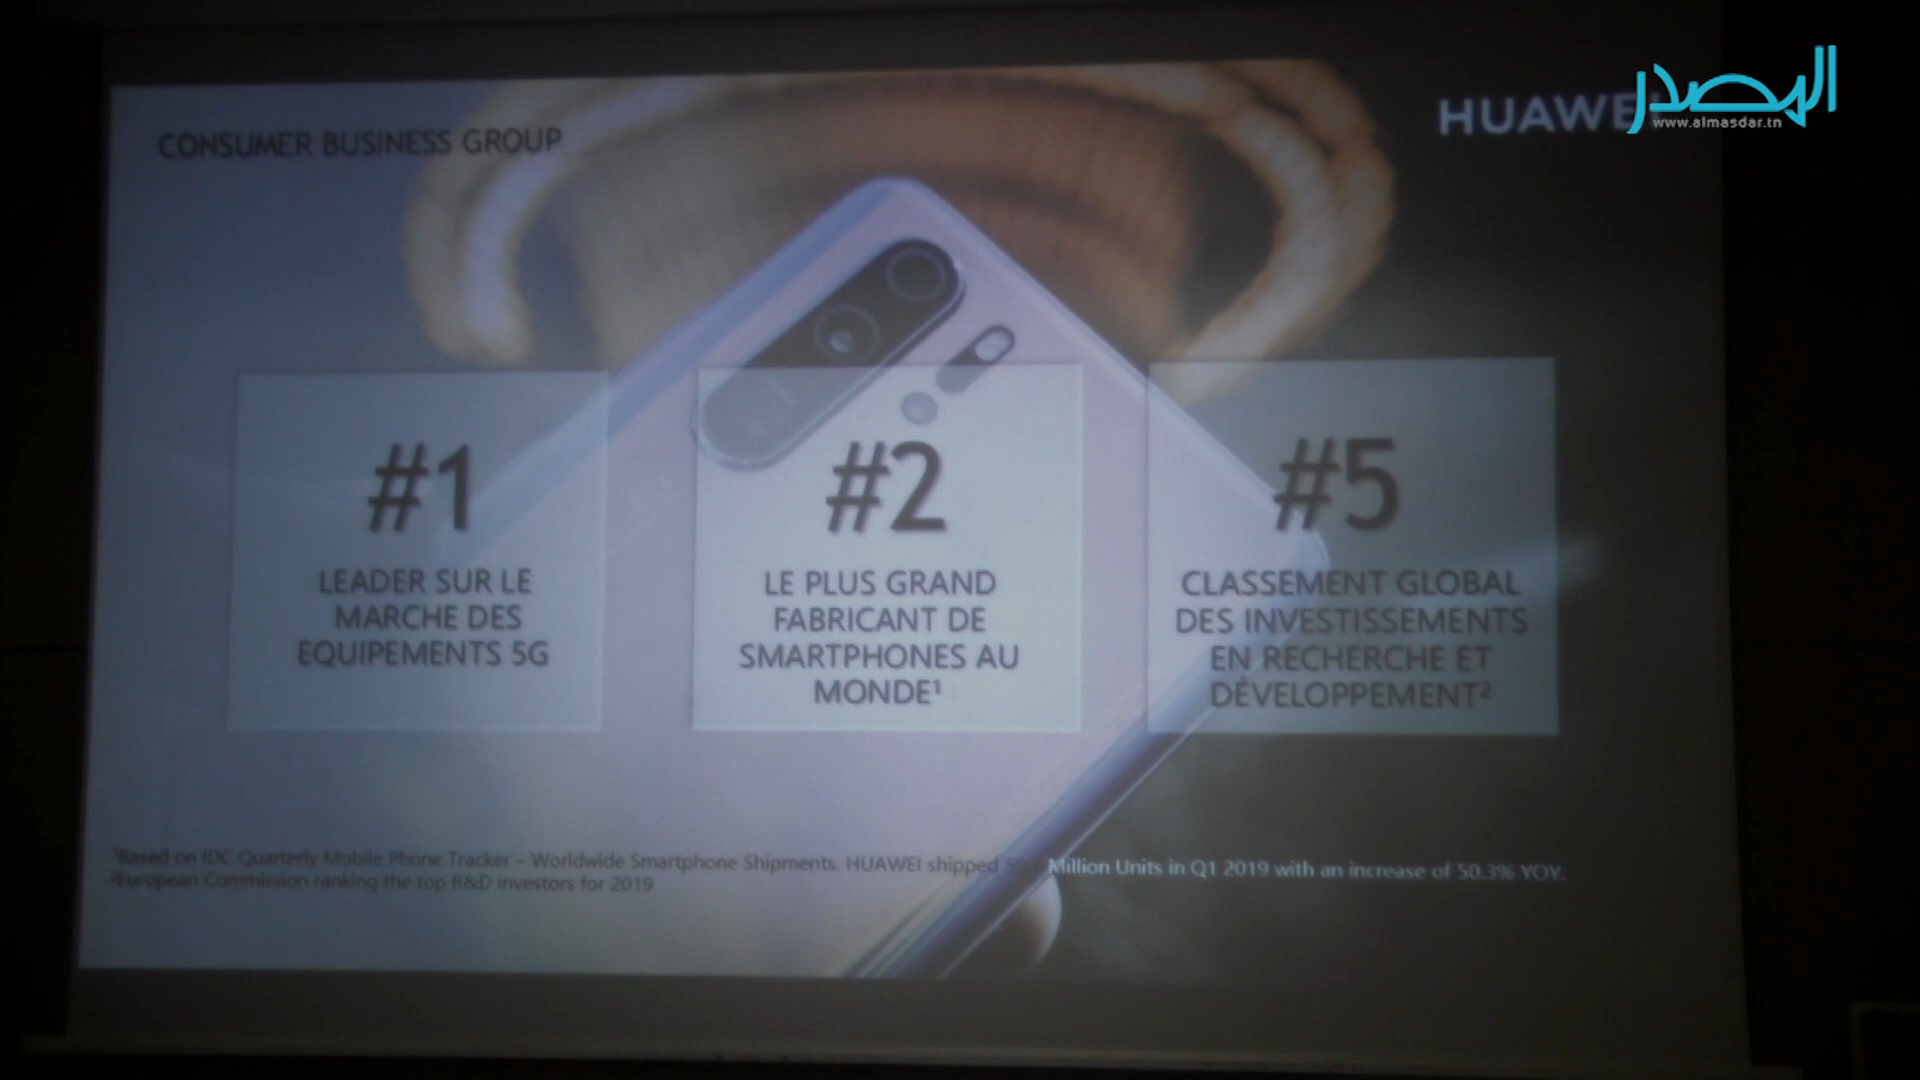 CONSUMER BUSINESS GROUP
HUAWEI
المصدر
www.almasdar.tn
#1
LEADER SUR LE
MARCHE DES
EQUIPEMENTS 5G
#2
LE PLUS GRAND
FABRICANT DE
SMARTPHONES AU
MONDE¹
#5
CLASSEMENT GLOBAL
DES INVESTISSEMENTS
EN RECHERCHE ET
DÉVELOPPEMENT²
¹Based on IDC Quarterly Mobile Phone Tracker – Worldwide Smartphone Shipments. HUAWEI shipped Million Units in Q1 2019 with an increase of 50.3% YOY.
²European Commission ranking the top R&D investors for 2019